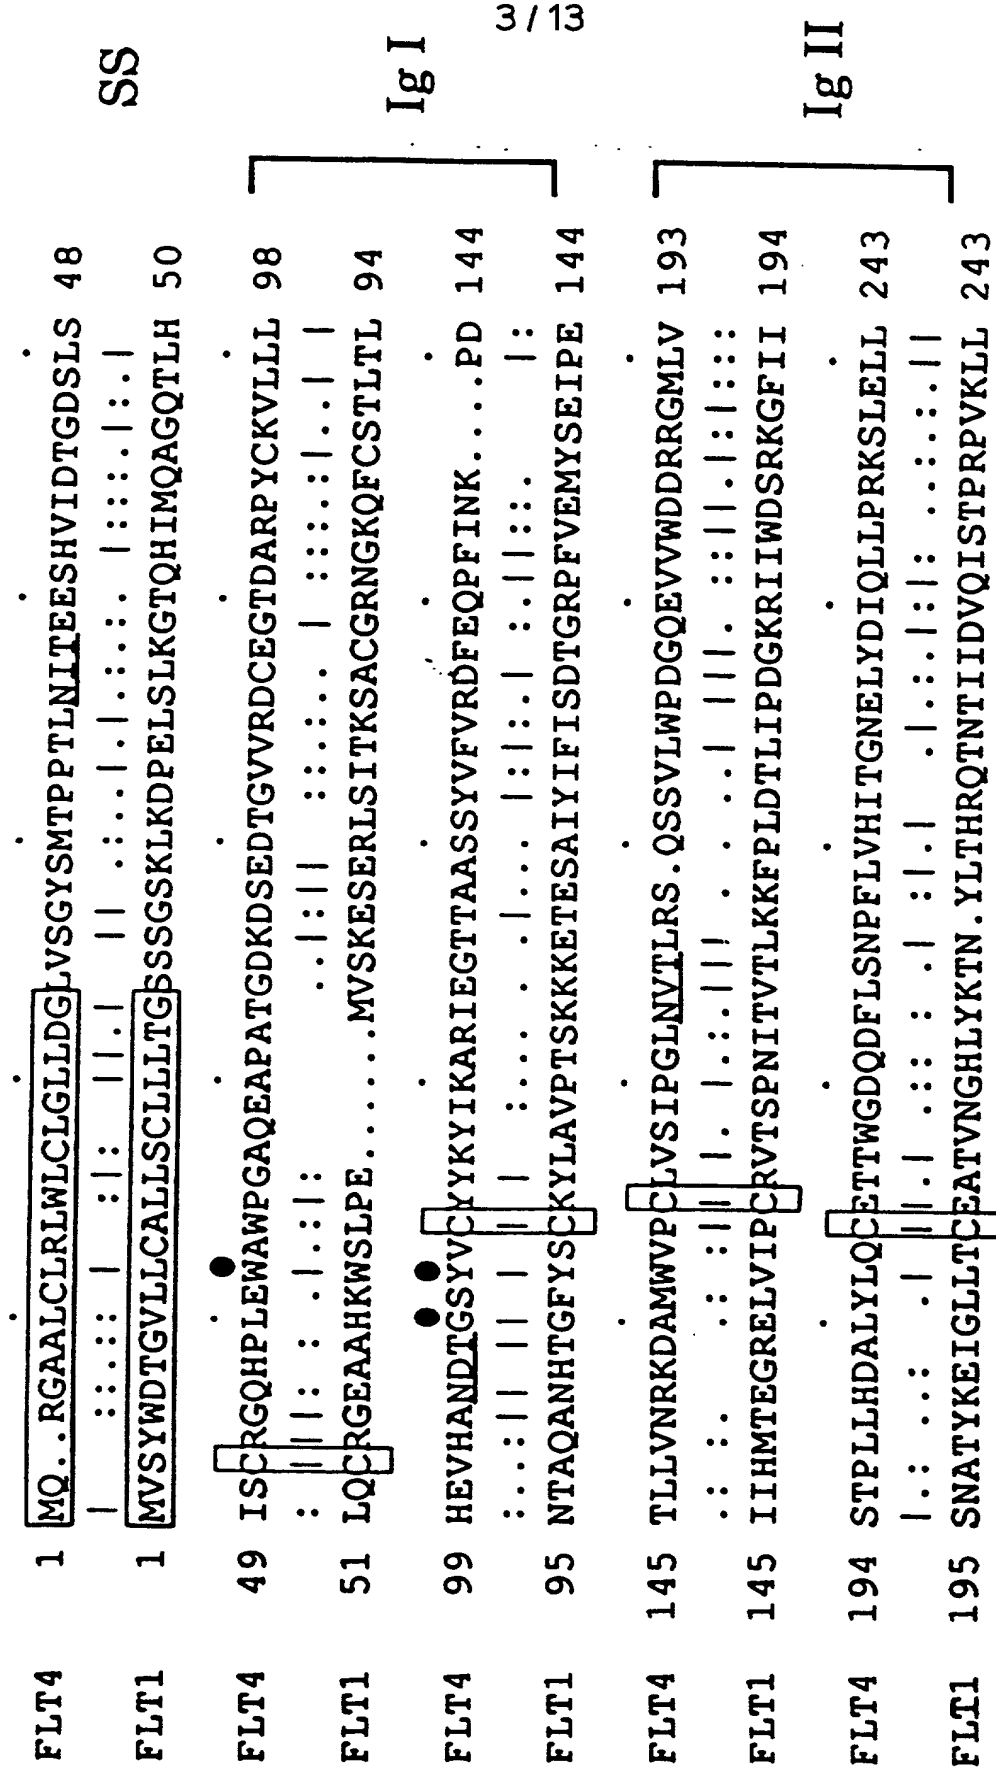 3/13
SS
FLT4 1 MQ..RGAALCLRLWLCLGLLDGLVSGYSMTPPTLNITEESHVIDTGDSLS 48
FLT1 1 MVSYWDTGVLLCALLSCLLLTGSSSGSKLKDPELSLKGTQHIMQAGQTLH 50
Ig I
FLT4 49 ISCRGQHPLEWAWPGAQEAPATGDKDSEDTGVVRDCEGTDARPYCKVLLL 98
FLT1 51 LQCRGEAAHKWSLPE......MVSKESERLSITKSACGRNGKQFCSTLTL 94
FLT4 99 HEVHANDTGSYVCYYKYIKARIEGTTAASSYVFVRDFEQPFINK....PD 144
FLT1 95 NTAQANHTGFYSCKYLAVPTSKKKETESAIYIFISDTGRPFVEMYSEIPE 144
Ig II
FLT4 145 TLLVNRKDAMWVPCLVSIPGLNVTLRS.QSSVLWPDGQEVVWDDRRGMLV 193
FLT1 145 IIHMTEGRELVIPCRVTSPNITVTLKKFPLDTLIPDGKRIIWDSRKGFII 194
FLT4 194 STPLLHDALYLQCETTWGDQDFLSNPFLVHITGNELYDIQLLPRKSLELL 243
FLT1 195 SNATYKEIGLLTCEATVNGHLYKTN.YLTHRQTNTIIDVQISTPRPVKLL 243